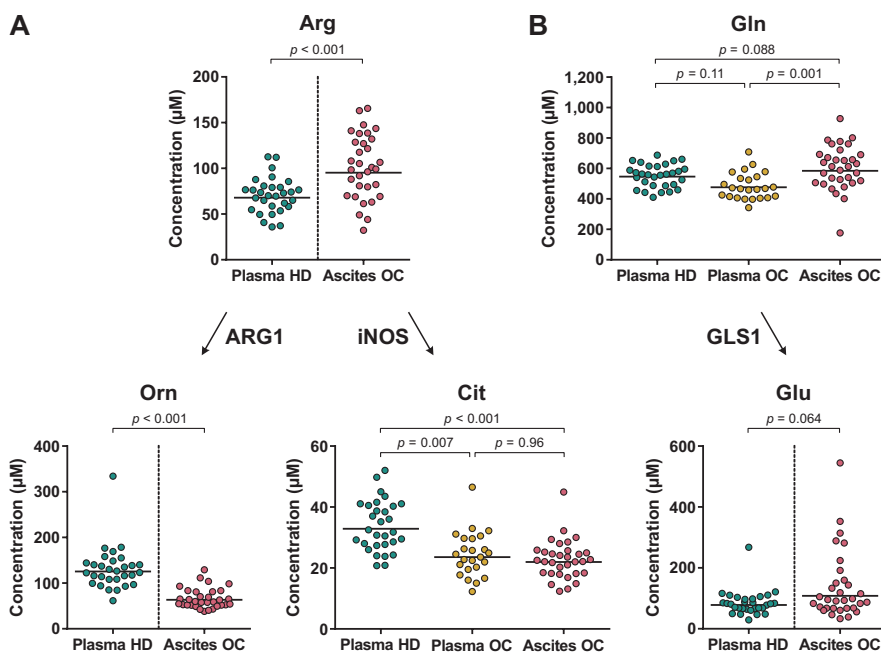 A
Arg
p < 0.001
Concentration (µM)
200
150
100
50
0
Plasma HD
Ascites OC
B
Gln
p = 0.088
p = 0.11
p = 0.001
Concentration (µM)
1,200
1,000
800
600
400
200
0
Plasma HD
Plasma OC
Ascites OC
ARG1
iNOS
GLS1
Orn
p < 0.001
Concentration (µM)
400
300
200
100
0
Plasma HD
Ascites OC
Cit
p < 0.001
p = 0.007
p = 0.96
Concentration (µM)
60
40
20
0
Plasma HD
Plasma OC
Ascites OC
Glu
p = 0.064
Concentration (µM)
600
400
200
0
Plasma HD
Ascites OC